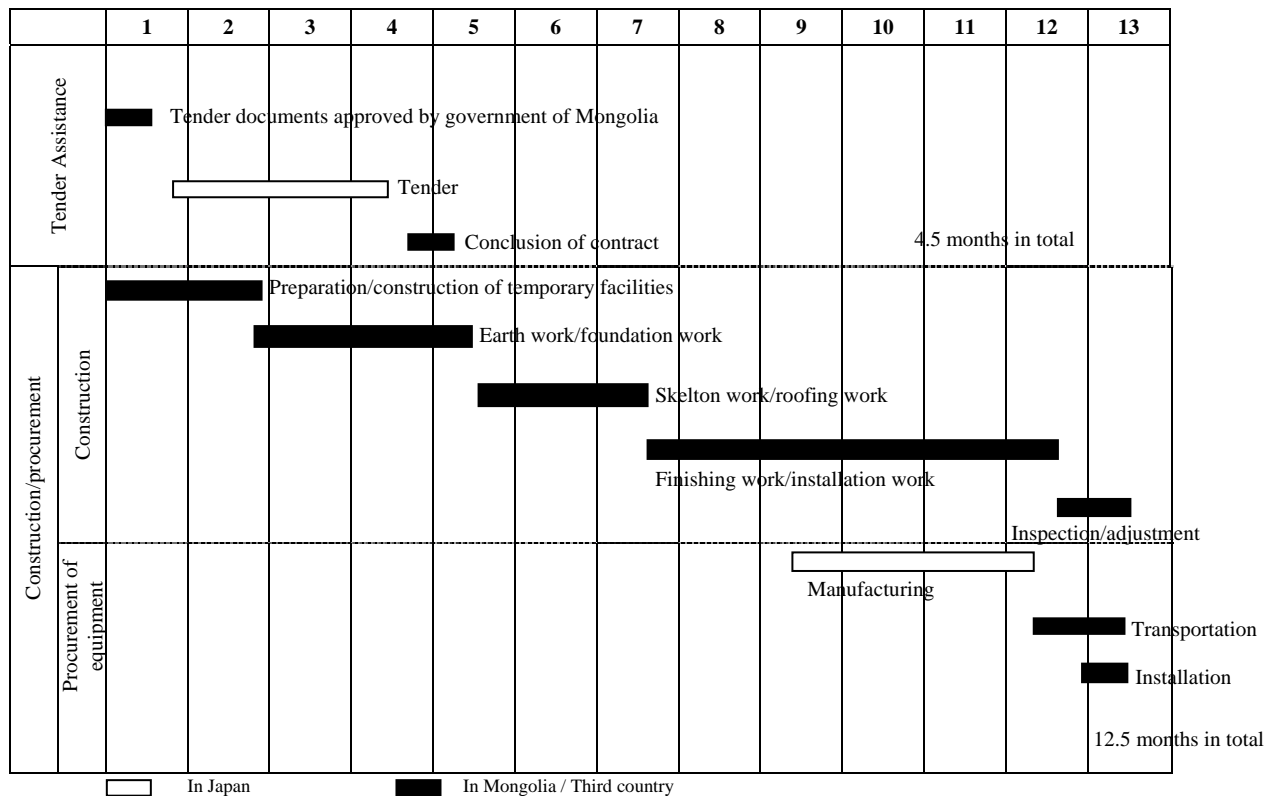 1 2 3 4 5 6 7 8 9 10 11 12 13
Tender Assistance
Tender documents approved by government of Mongolia
Tender
Conclusion of contract
4.5 months in total
Construction/procurement
Construction
Preparation/construction of temporary facilities
Earth work/foundation work
Skelton work/roofing work
Finishing work/installation work
Inspection/adjustment
Procurement of
equipment
Manufacturing
Transportation
Installation
12.5 months in total
In Japan
In Mongolia / Third country